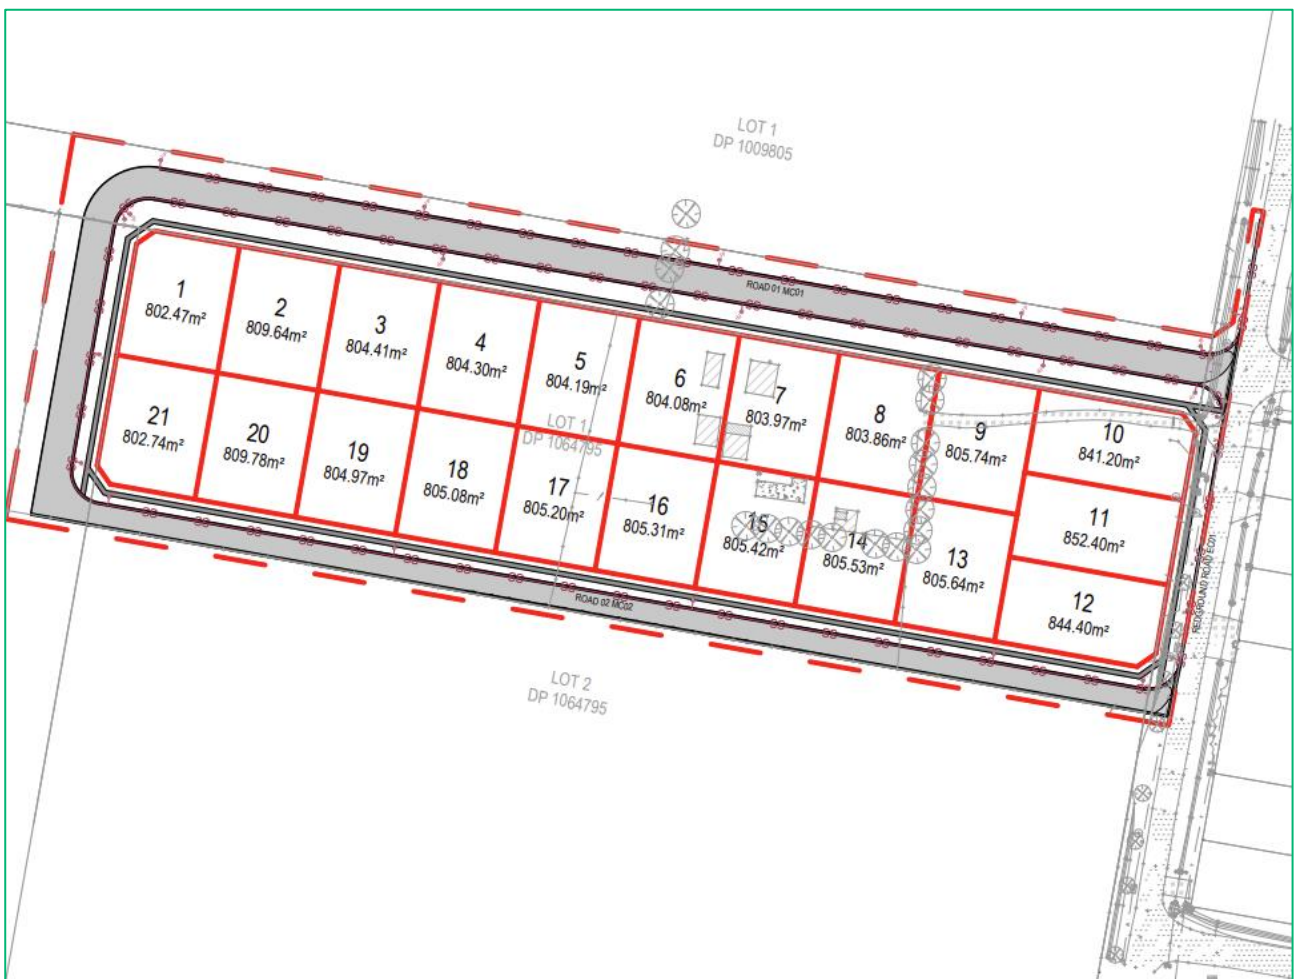 LOT 1
DP 1009805
ROAD 01 MC01
1
802.47m²
2
809.64m²
3
804.41m²
4
804.30m²
5
804.19m²
6
804.08m²
7
803.97m²
8
803.86m²
9
805.74m²
10
841.20m²
LOT 1
DP 1064795
21
802.74m²
20
809.78m²
19
804.97m²
18
805.08m²
17
805.20m²
16
805.31m²
15
805.42m²
14
805.53m²
13
805.64m²
11
852.40m²
12
844.40m²
REDGROUND ROAD EC01
ROAD 02 MC02
LOT 2
DP 1064795